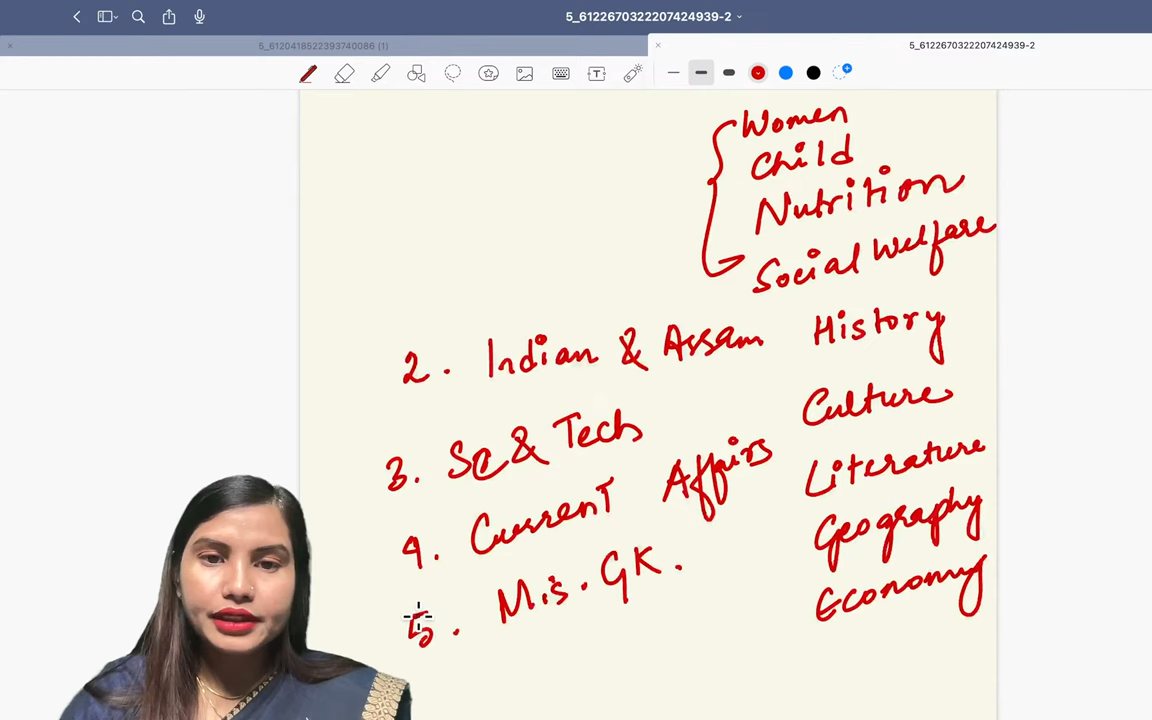 5_6122670322207424939-2
5_6120418522393740086 (1)
5_6122670322207424939-2
Women
Child
Nutrition
Social Welfare
2. Indian & Assam History
Culture
3. Sc & Tech
Literature
4. Current Affairs
Geography
5. Mis. GK.
Economy